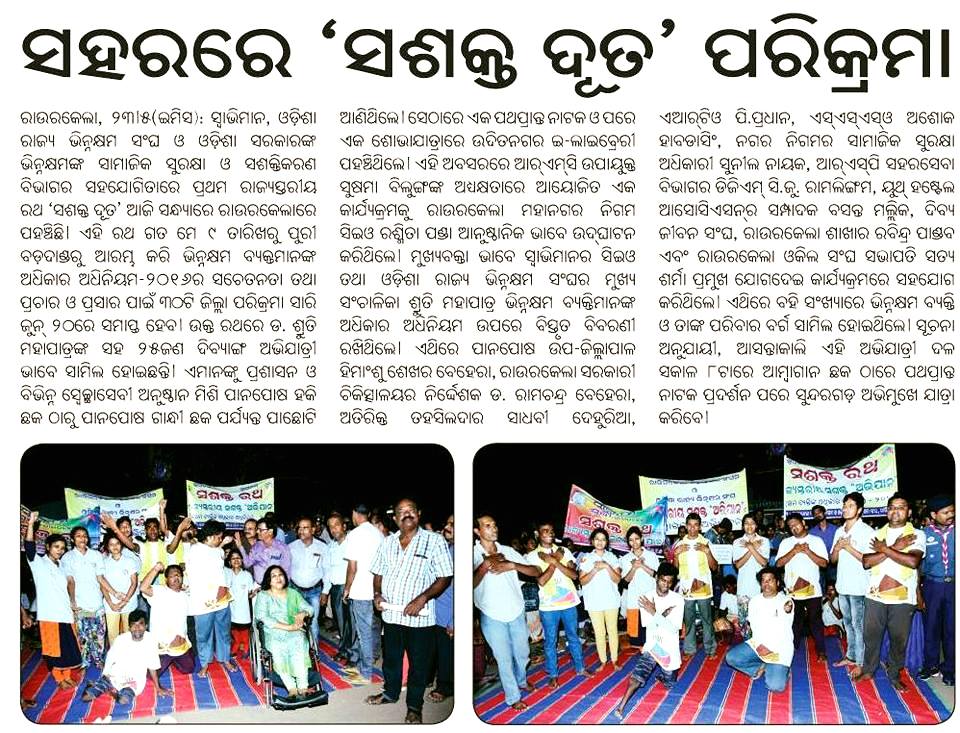 ସହରରେ ‘ସଶକ୍ତ ଦୂତ’ ପରିକ୍ରମା
ରାଉରକେଲା, ୨୩।୫(ଇମିସ): ସ୍ବାଭିମାନ, ଓଡ଼ିଶା
ରାଜ୍ୟ ଭିନ୍ନକ୍ଷମ ସଂଘ ଓ ଓଡ଼ିଶା ସରକାରଙ୍କ
ଭିନ୍ନକ୍ଷମଙ୍କ ସାମାଜିକ ସୁରକ୍ଷା ଓ ସଶକ୍ତିକରଣ
ବିଭାଗର ସହଯୋଗିତାରେ ପ୍ରଥମ ରାଜ୍ୟସ୍ତରୀୟ
ରଥ ‘ସଶକ୍ତ ଦୂତ’ ଆଜି ସନ୍ଧ୍ୟାରେ ରାଉରକେଲାରେ
ପହଞ୍ଚିଛି। ଏହି ରଥ ଗତ ମେ ୯ ତାରିଖରୁ ପୁରୀ
ବଡ଼ଦାଣ୍ଡରୁ ଆରମ୍ଭ କରି ଭିନ୍ନକ୍ଷମ ବ୍ୟକ୍ତମାନଙ୍କ
ଅଧିକାର ଅଧିନିୟମ-୨୦୧୬ର ସଚେତନତା ତଥା
ପ୍ରଚାର ଓ ପ୍ରସାର ପାଇଁ ୩୦ଟି ଜିଲ୍ଲା ପରିକ୍ରମା ସାରି
ଜୁନ୍ ୨୦ରେ ସମାପ୍ତ ହେବ। ଉକ୍ତ ରଥରେ ଡ. ଶ୍ରୁତି
ମହାପାତ୍ରଙ୍କ ସହ ୨୫ଜଣ ଦିବ୍ୟାଙ୍ଗ ଅଭିଯାତ୍ରୀ
ଭାବେ ସାମିଲ ହୋଇଛନ୍ତି। ଏମାନଙ୍କୁ ପ୍ରଶାସନ ଓ
ବିଭିନ୍ନ ସ୍ବେଚ୍ଛାସେବୀ ଅନୁଷ୍ଠାନ ମିଶି ପାନପୋଷ ହକି
ଛକ ଠାରୁ ପାନପୋଷ ଗାନ୍ଧୀ ଛକ ପର୍ଯ୍ୟନ୍ତ ପାଛୋଟି
ଆଣିଥିଲେ। ସେଠାରେ ଏକ ପଥପ୍ରାନ୍ତ ନାଟକ ଓ ପରେ
ଏକ ଶୋଭାଯାତ୍ରାରେ ଉଦିତନଗର ଇ-ଲାଇବ୍ରେରୀ
ପହଞ୍ଚିଥିଲେ। ଏହି ଅବସରରେ ଆର୍‌ଏମ୍‌ସି ଉପାଯୁକ୍ତ
ସୁଷମା ବିଲୁଙ୍ଗଙ୍କ ଅଧ୍ୟକ୍ଷତାରେ ଆୟୋଜିତ ଏକ
କାର୍ଯ୍ୟକ୍ରମକୁ ରାଉରକେଲା ମହାନଗର ନିଗମ
ସିଇଓ ରଶ୍ମିତା ପଣ୍ଡା ଆନୁଷ୍ଠାନିକ ଭାବେ ଉଦ୍‌ଘାଟନ
କରିଥିଲେ। ମୁଖ୍ୟବକ୍ତା ଭାବେ ସ୍ବାଭିମାନର ସିଇଓ
ତଥା ଓଡ଼ିଶା ରାଜ୍ୟ ଭିନ୍ନକ୍ଷମ ସଂଘର ମୁଖ୍ୟ
ସଂଚାଳିକା ଶ୍ରୁତି ମହାପାତ୍ର ଭିନ୍ନକ୍ଷମ ବ୍ୟକ୍ତିମାନଙ୍କ
ଅଧିକାର ଅଧିନିୟମ ଉପରେ ବିସ୍ତୃତ ବିବରଣୀ
ରଖିଥିଲେ। ଏଥିରେ ପାନପୋଷ ଉପ-ଜିଲ୍ଲାପାଳ
ହିମାଂଶୁ ଶେଖର ବେହେରା, ରାଉରକେଲା ସରକାରୀ
ଚିକିତ୍ସାଳୟର ନିର୍ଦ୍ଦେଶକ ଡ. ରାମଚନ୍ଦ୍ର ବେହେରା,
ଅତିରିକ୍ତ ତହସିଲଦାର ସାଧବୀ ଦେହୁରିଆ,
ଏଆର୍‌ଟିଓ ପି.ପ୍ରଧାନ, ଏସ୍‌ଏସ୍‌ଏସ୍‌ଓ ଅଶୋକ
ହାବଡାସିଂ, ନଗର ନିଗମର ସାମାଜିକ ସୁରକ୍ଷା
ଅଧିକାରୀ ସୁନୀଲ ନାୟକ, ଆର୍‌ଏସ୍‌ପି ସହରସେବା
ବିଭାଗର ଡିଜିଏମ୍ ସି.ଜୁ. ରାମଲିଙ୍ଗମ, ୟୁଥ୍ ହଷ୍ଟେଲ
ଆସୋସିଏସନ୍‌ର ସମ୍ପାଦକ ବସନ୍ତ ମଲ୍ଲିକ, ଦିବ୍ୟ
ଜୀବନ ସଂଘ, ରାଉରକେଲା ଶାଖାର ରବିନ୍ଦ୍ର ପାଣ୍ଡବ
ଏବଂ ରାଉରକେଲା ଓକିଲ ସଂଘ ସଭାପତି ସତ୍ୟ
ଶର୍ମା ପ୍ରମୁଖ ଯୋଗଦେଇ କାର୍ଯ୍ୟକ୍ରମରେ ସହଯୋଗ
କରିଥିଲେ। ଏଥିରେ ବହି ସଂଖ୍ୟାରେ ଭିନ୍ନକ୍ଷମ ବ୍ୟକ୍ତି
ଓ ତାଙ୍କ ପରିବାର ବର୍ଗ ସାମିଲ ହୋଇଥିଲେ। ସୂଚନା
ଅନୁଯାୟୀ, ଆସନ୍ତାକାଲି ଏହି ଅଭିଯାତ୍ରୀ ଦଳ
ସକାଳ ୮ଟାରେ ଆମ୍ବାଗାନ ଛକ ଠାରେ ପଥପ୍ରାନ୍ତ
ନାଟକ ପ୍ରଦର୍ଶନ ପରେ ସୁନ୍ଦରଗଡ଼ ଅଭିମୁଖେ ଯାତ୍ରା
କରିବେ।
ସଶକ୍ତ ରଥ
ସଶକ୍ତ ରଥ
ସଶକ୍ତ ରଥ